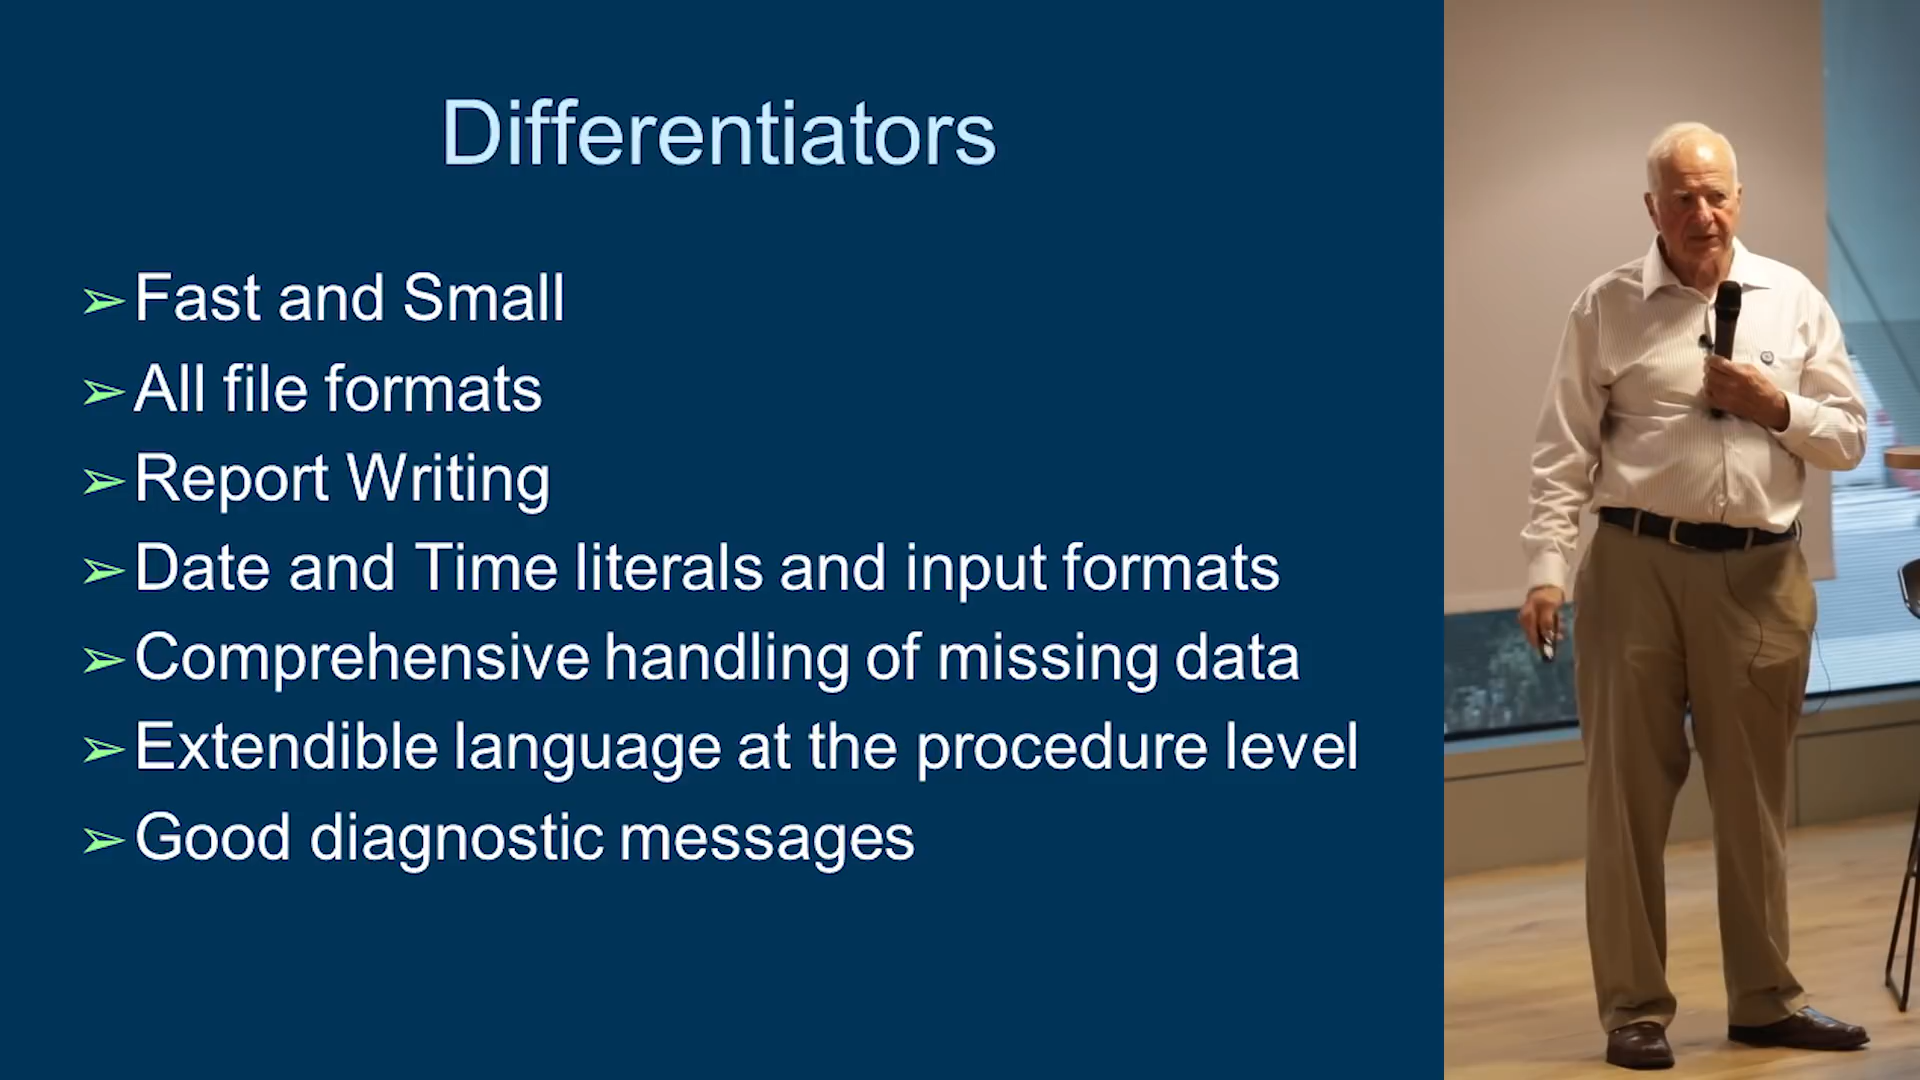 Differentiators
➢Fast and Small
➢All file formats
➢Report Writing
➢Date and Time literals and input formats
➢Comprehensive handling of missing data
➢Extendible language at the procedure level
➢Good diagnostic messages